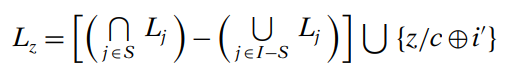 L_z = [(⋂_{j∈S} L_j) − (⋃_{j∈I−S} L_j)] ⋃ {z/c ⊕ i′}